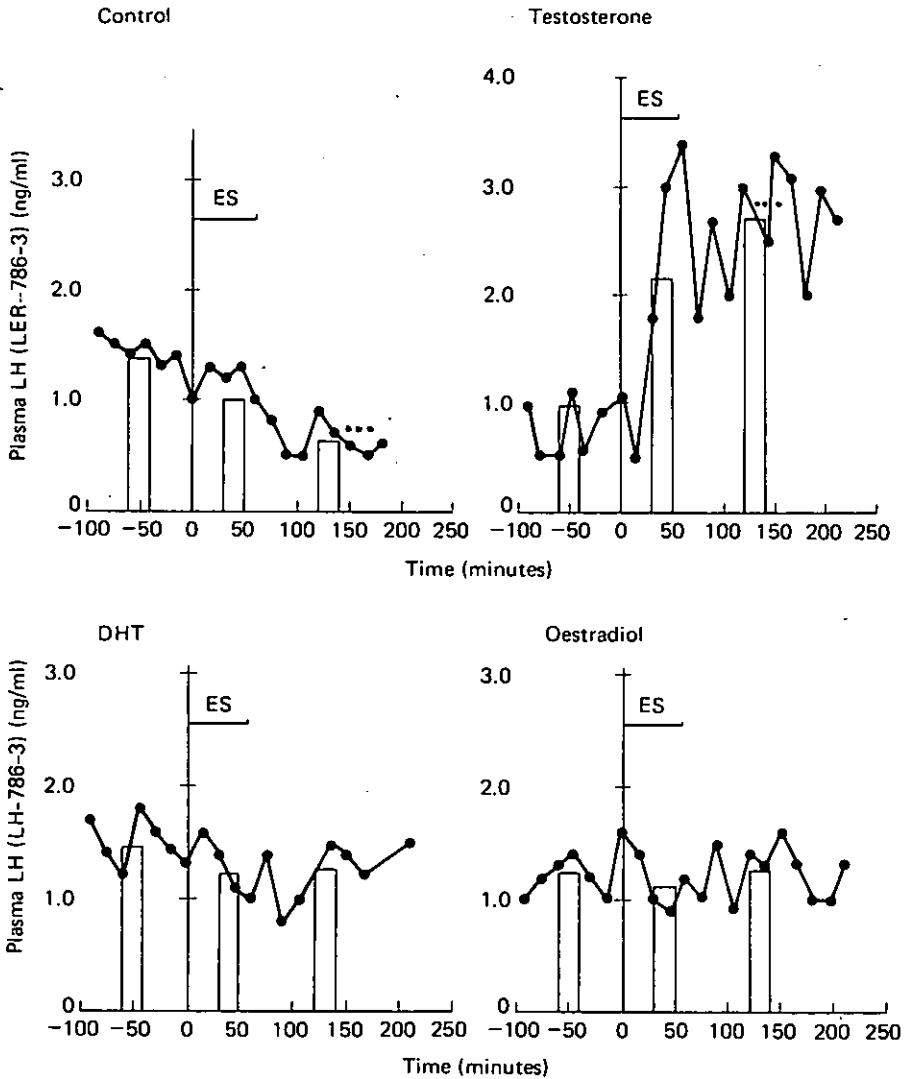 Control
Testosterone
Plasma LH (LER--786-3) (ng/ml)
3.0
2.0
1.0
0
ES
****
-100 -50 0 50 100 150 200 250
4.0
3.0
2.0
1.0
0
ES
****
-100 -50 0 50 100 150 200 250
Time (minutes)
DHT
Oestradiol
Plasma LH (LH-786-3) (ng/ml)
3.0
2.0
1.0
0
ES
-100 -50 0 50 100 150 200 250
3.0
2.0
1.0
0
ES
-100 -50 0 50 100 150 200 250
Time (minutes)